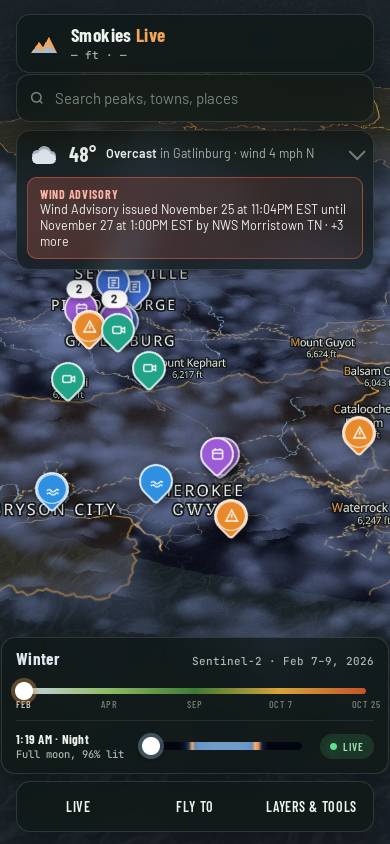 Smokies Live
— ft · —
Search peaks, towns, places
48° Overcast in Gatlinburg · wind 4 mph N
WIND ADVISORY
Wind Advisory issued November 25 at 11:04PM EST until
November 27 at 1:00PM EST by NWS Morristown TN · +3
more
2
2
Mount Guyot
6,624 ft
ount Kephart
6,217 ft
Balsam C
6,043 f
Catalooche
CHEROKEE
RYSON CITY
GWY
Waterrock
6,247 ft
Winter
Sentinel-2 · Feb 7–9, 2026
FEB
APR
SEP
OCT 7
OCT 25
1:19 AM · Night
Full moon, 96% lit
LIVE
LIVE
FLY TO
LAYERS & TOOLS